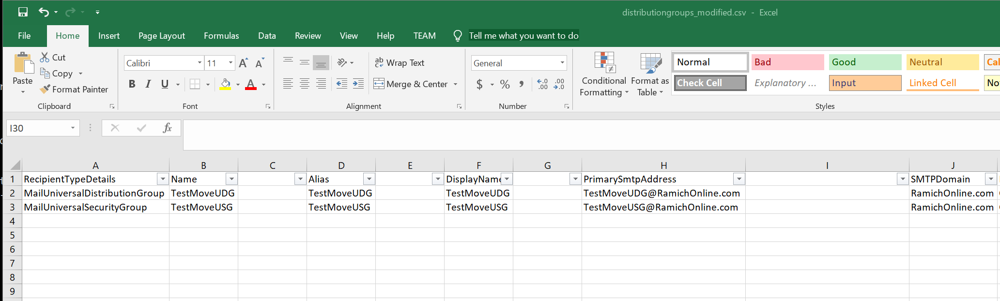 distributiongroups_modified.csv - Excel
File Home Insert Page Layout Formulas Data Review View Help TEAM Tell me what you want to do
Paste
Cut
Copy
Format Painter
Clipboard
Calibri 11 A A
B I U A
Font
ab Wrap Text
Merge & Center
Alignment
General
$ % , .0 .00 .00 .0
Number
Conditional Formatting
Format as Table
Normal Bad Good Neutral
Check Cell Explanatory ... Input Linked Cell
Styles
I30 fx
A B C D E F G H I J
1 RecipientTypeDetails Name Alias DisplayName PrimarySmtpAddress SMTPDomain
2 MailUniversalDistributionGroup TestMoveUDG TestMoveUDG TestMoveUDG TestMoveUDG@RamichOnline.com RamichOnline.com
3 MailUniversalSecurityGroup TestMoveUSG TestMoveUSG TestMoveUSG TestMoveUSG@RamichOnline.com RamichOnline.com
4
5
6
7
8
9